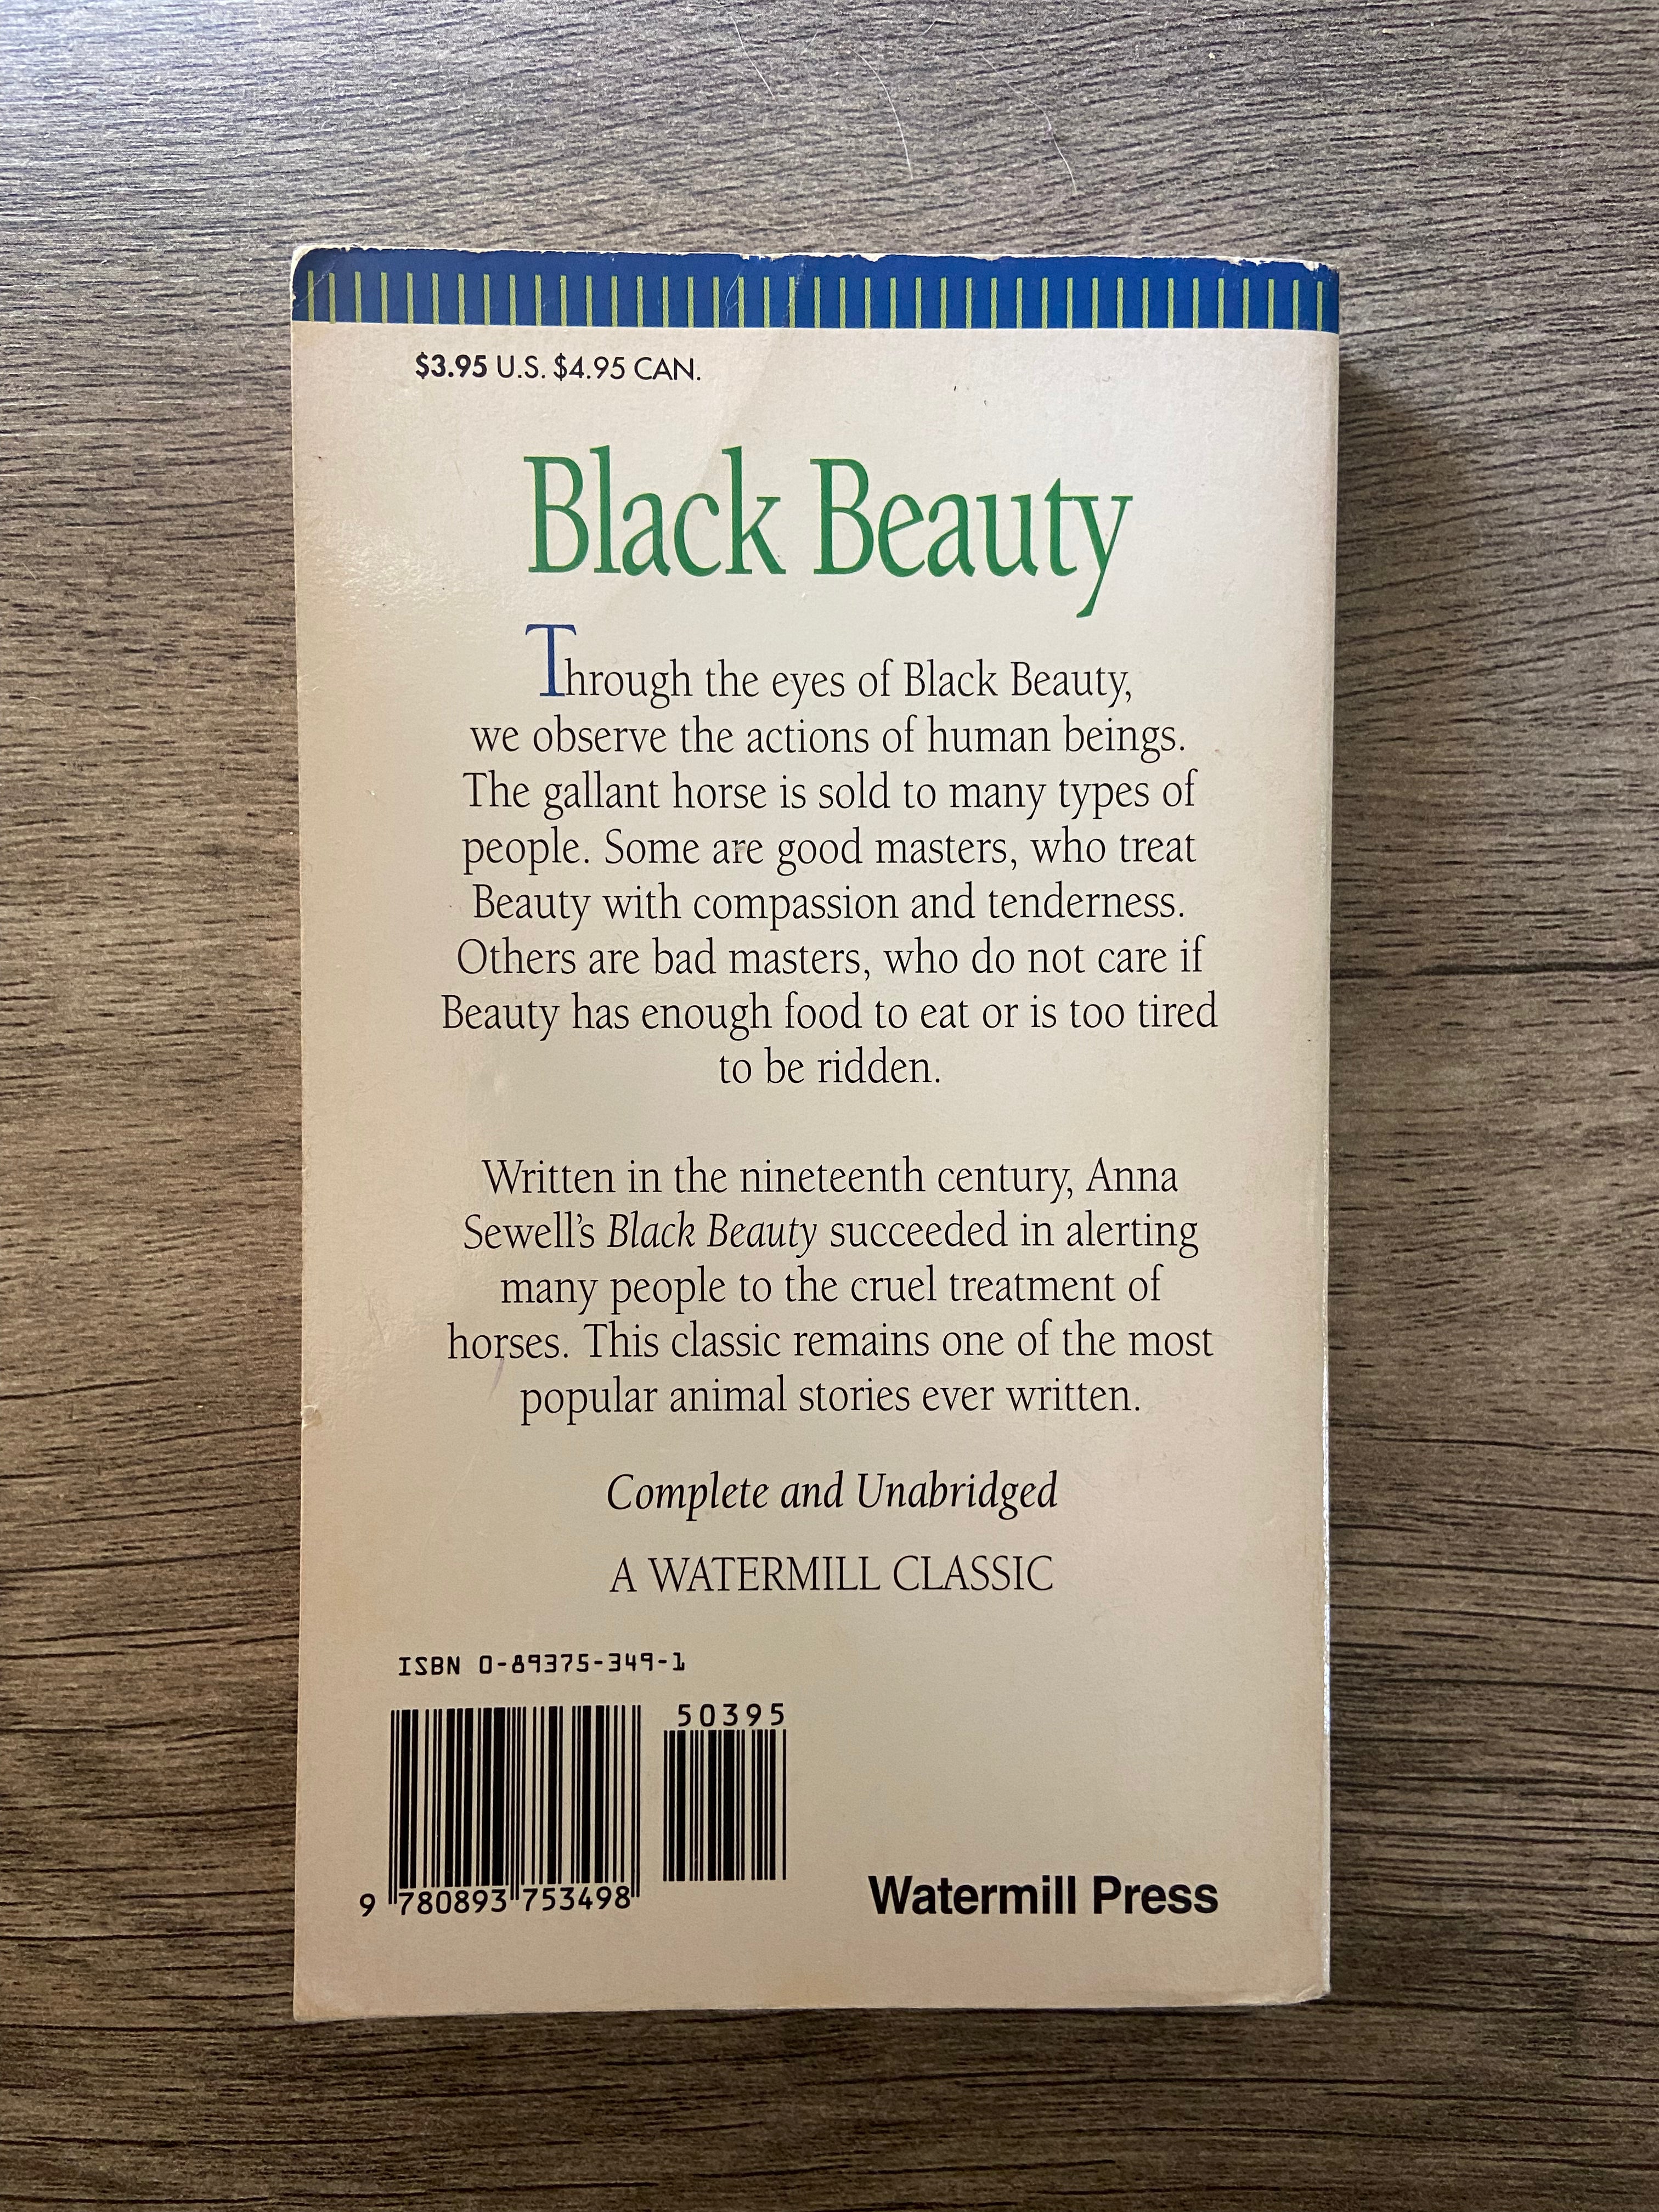 $3.95 U.S. $4.95 CAN.
Black Beauty
Through the eyes of Black Beauty,
we observe the actions of human beings.
The gallant horse is sold to many types of
people. Some are good masters, who treat
Beauty with compassion and tenderness.
Others are bad masters, who do not care if
Beauty has enough food to eat or is too tired
to be ridden.
Written in the nineteenth century, Anna
Sewell's Black Beauty succeeded in alerting
many people to the cruel treatment of
horses. This classic remains one of the most
popular animal stories ever written.
Complete and Unabridged
A WATERMILL CLASSIC
ISBN 0-89375-349-1
50395
9 780893 753498
Watermill Press